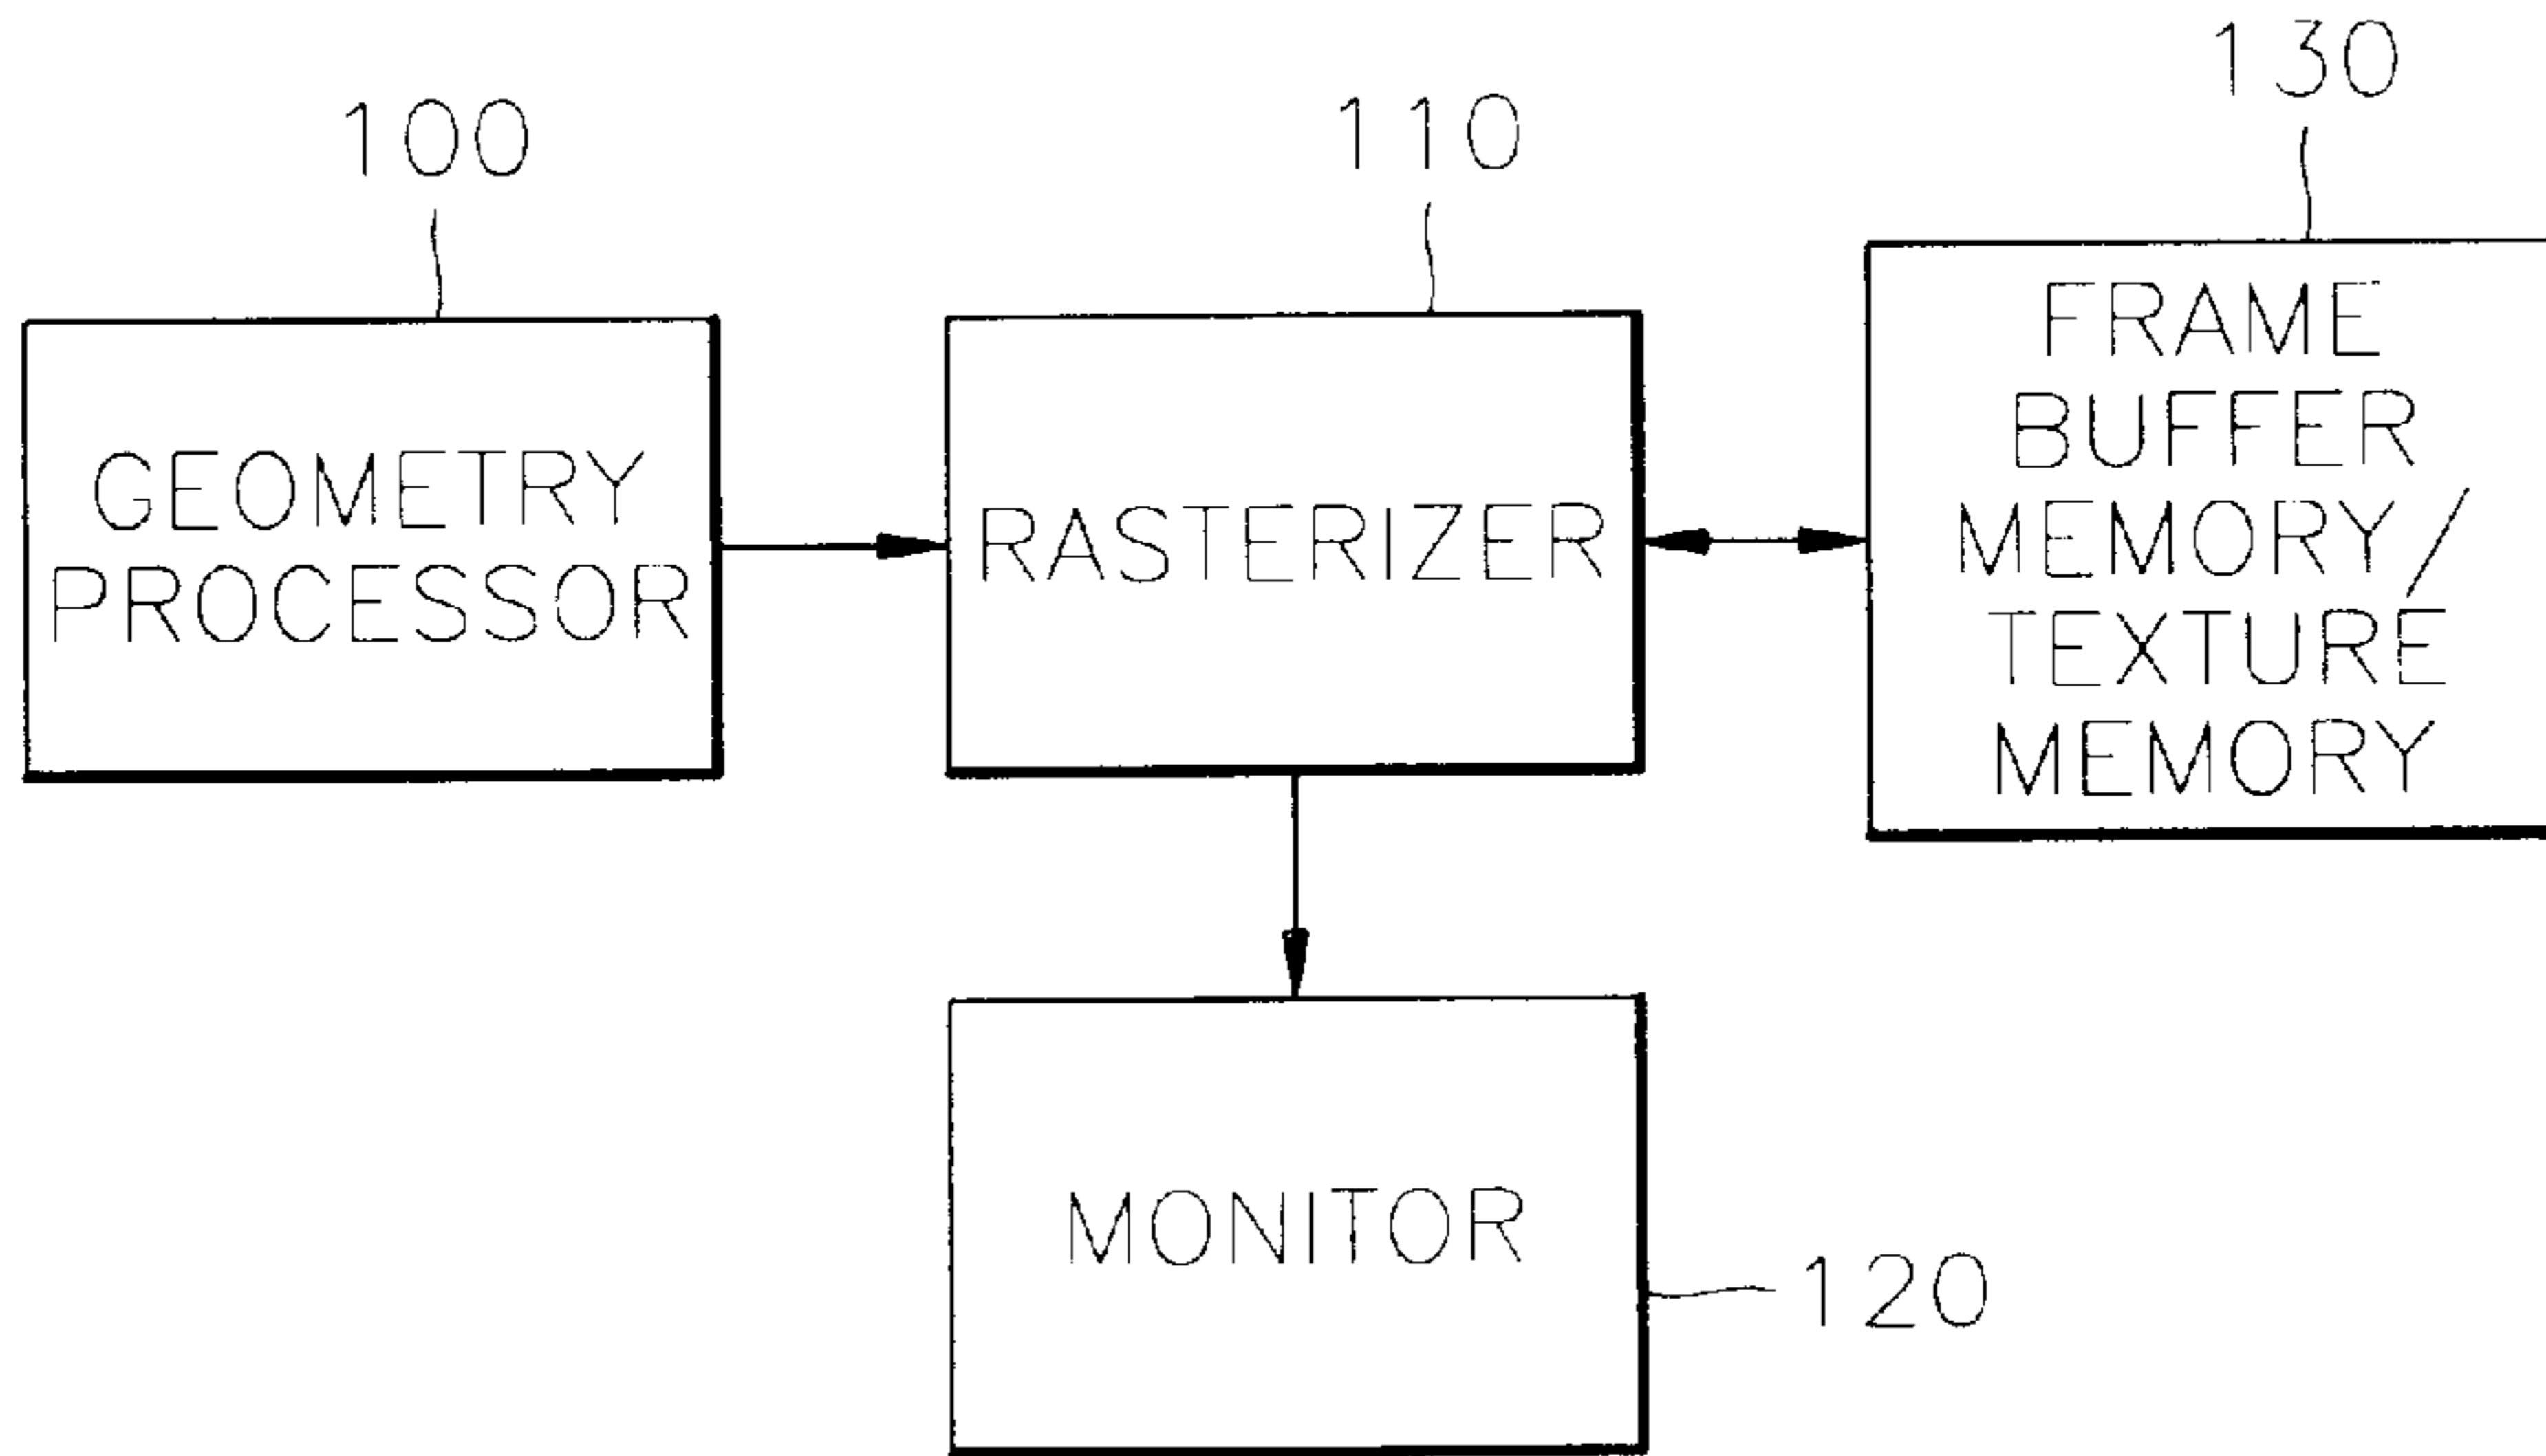 130
100
110
FRAME
BUFFER
MEMORY/
TEXTURE
MEMORY
GEOMETRY
PROCESSOR
RASTERIZER
MONITOR
120